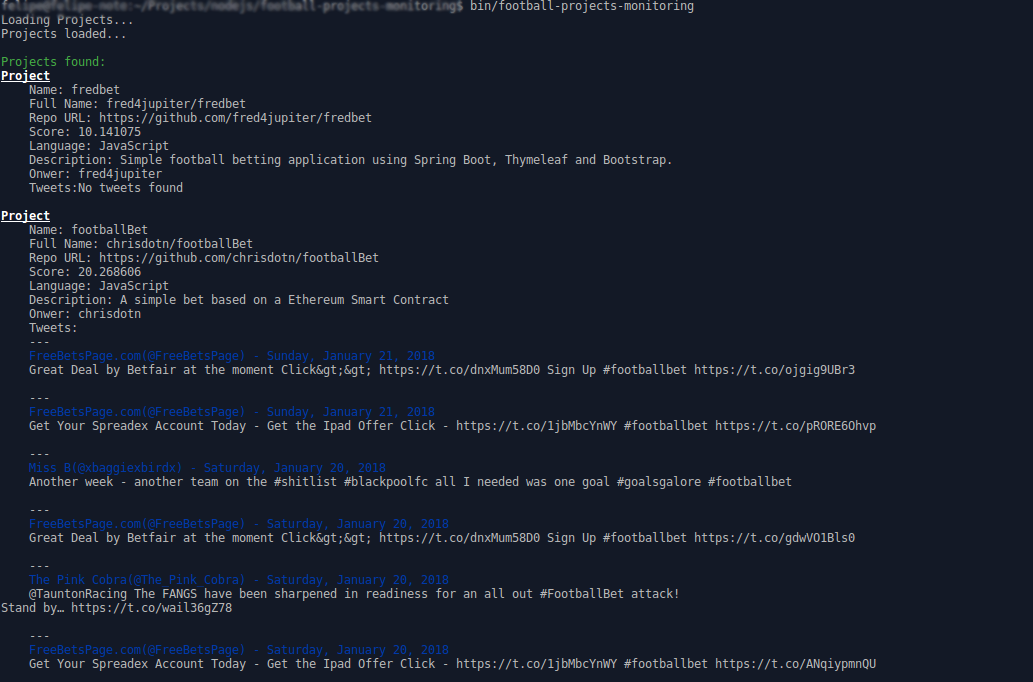 felipe@felipe-note:~/Projects/nodejs/football-projects-monitoring$ bin/football-projects-monitoring
Loading Projects...
Projects loaded...
Projects found:
Project
Name: fredbet
Full Name: fred4jupiter/fredbet
Repo URL: https://github.com/fred4jupiter/fredbet
Score: 10.141075
Language: JavaScript
Description: Simple football betting application using Spring Boot, Thymeleaf and Bootstrap.
Onwer: fred4jupiter
Tweets:No tweets found
Project
Name: footballBet
Full Name: chrisdotn/footballBet
Repo URL: https://github.com/chrisdotn/footballBet
Score: 20.268606
Language: JavaScript
Description: A simple bet based on a Ethereum Smart Contract
Onwer: chrisdotn
Tweets:
---
FreeBetsPage.com(@FreeBetsPage) - Sunday, January 21, 2018
Great Deal by Betfair at the moment Click&gt;&gt; https://t.co/dnxMum58D0 Sign Up #footballbet https://t.co/ojgig9UBr3
---
FreeBetsPage.com(@FreeBetsPage) - Sunday, January 21, 2018
Get Your Spreadex Account Today - Get the Ipad Offer Click - https://t.co/1jbMbcYnWY #footballbet https://t.co/pRORE6Ohvp
---
Miss B(@xbaggiexbirdx) - Saturday, January 20, 2018
Another week - another team on the #shitlist #blackpoolfc all I needed was one goal #goalsgalore #footballbet
---
FreeBetsPage.com(@FreeBetsPage) - Saturday, January 20, 2018
Great Deal by Betfair at the moment Click&gt;&gt; https://t.co/dnxMum58D0 Sign Up #footballbet https://t.co/gdwVO1Bls0
---
The Pink Cobra(@The_Pink_Cobra) - Saturday, January 20, 2018
@TauntonRacing The FANGS have been sharpened in readiness for an all out #FootballBet attack!
Stand by… https://t.co/wail36gZ78
---
FreeBetsPage.com(@FreeBetsPage) - Saturday, January 20, 2018
Get Your Spreadex Account Today - Get the Ipad Offer Click - https://t.co/1jbMbcYnWY #footballbet https://t.co/ANqiypmnQU